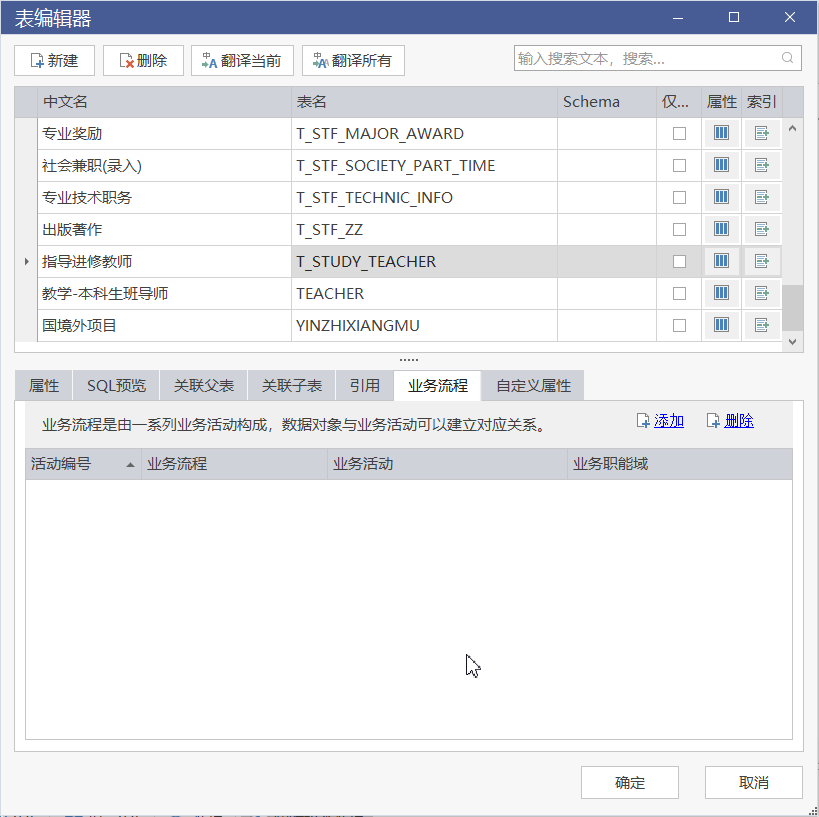 表编辑器
新建 删除 翻译当前 翻译所有 输入搜索文本，搜索...
中文名 表名 Schema 仅... 属性 索引
专业奖励 T_STF_MAJOR_AWARD
社会兼职(录入) T_STF_SOCIETY_PART_TIME
专业技术职务 T_STF_TECHNIC_INFO
出版著作 T_STF_ZZ
指导进修教师 T_STUDY_TEACHER
教学-本科生班导师 TEACHER
国境外项目 YINZHIXIANGMU
属性 SQL预览 关联父表 关联子表 引用 业务流程 自定义属性
业务流程是由一系列业务活动构成，数据对象与业务活动可以建立对应关系。 添加 删除
活动编号 业务流程 业务活动 业务职能域
确定 取消